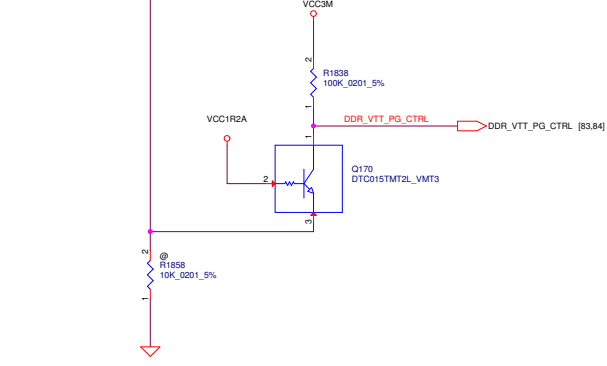 VCC3M
2
R1838
100K_0201_5%
1
VCC1R2A
DDR_VTT_PG_CTRL
DDR_VTT_PG_CTRL [83,84]
1
2
Q170
DTC015TMT2L_VMT3
3
2
@
R1858
10K_0201_5%
1